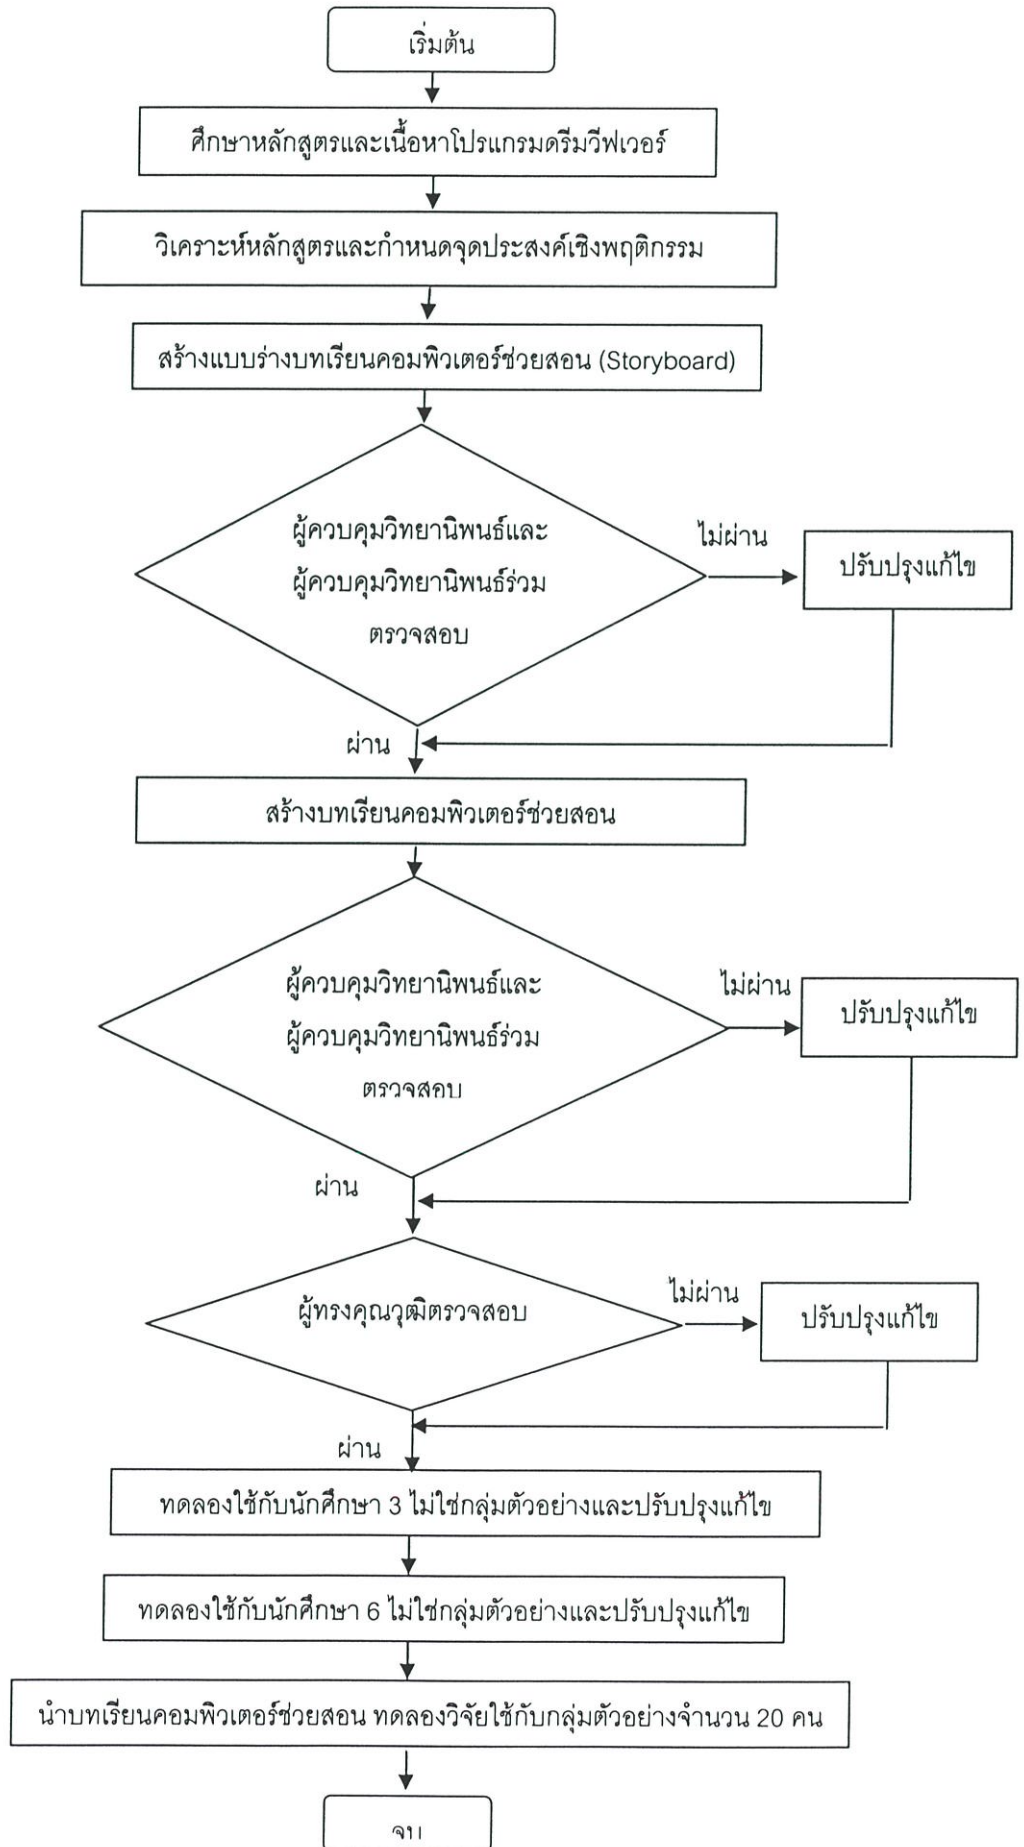 เริ่มต้น
ศึกษาหลักสูตรและเนื้อหาโปรแกรมดรีมวีฟเวอร์
วิเคราะห์หลักสูตรและกำหนดจุดประสงค์เชิงพฤติกรรม
สร้างแบบร่างบทเรียนคอมพิวเตอร์ช่วยสอน (Storyboard)
ผู้ควบคุมวิทยานิพนธ์และ
ผู้ควบคุมวิทยานิพนธ์ร่วม
ตรวจสอบ
ไม่ผ่าน
ปรับปรุงแก้ไข
ผ่าน
สร้างบทเรียนคอมพิวเตอร์ช่วยสอน
ผู้ควบคุมวิทยานิพนธ์และ
ผู้ควบคุมวิทยานิพนธ์ร่วม
ตรวจสอบ
ไม่ผ่าน
ปรับปรุงแก้ไข
ผ่าน
ผู้ทรงคุณวุฒิตรวจสอบ
ไม่ผ่าน
ปรับปรุงแก้ไข
ผ่าน
ทดลองใช้กับนักศึกษา 3 ไม่ใช่กลุ่มตัวอย่างและปรับปรุงแก้ไข
ทดลองใช้กับนักศึกษา 6 ไม่ใช่กลุ่มตัวอย่างและปรับปรุงแก้ไข
นำบทเรียนคอมพิวเตอร์ช่วยสอน ทดลองวิจัยใช้กับกลุ่มตัวอย่างจำนวน 20 คน
จบ